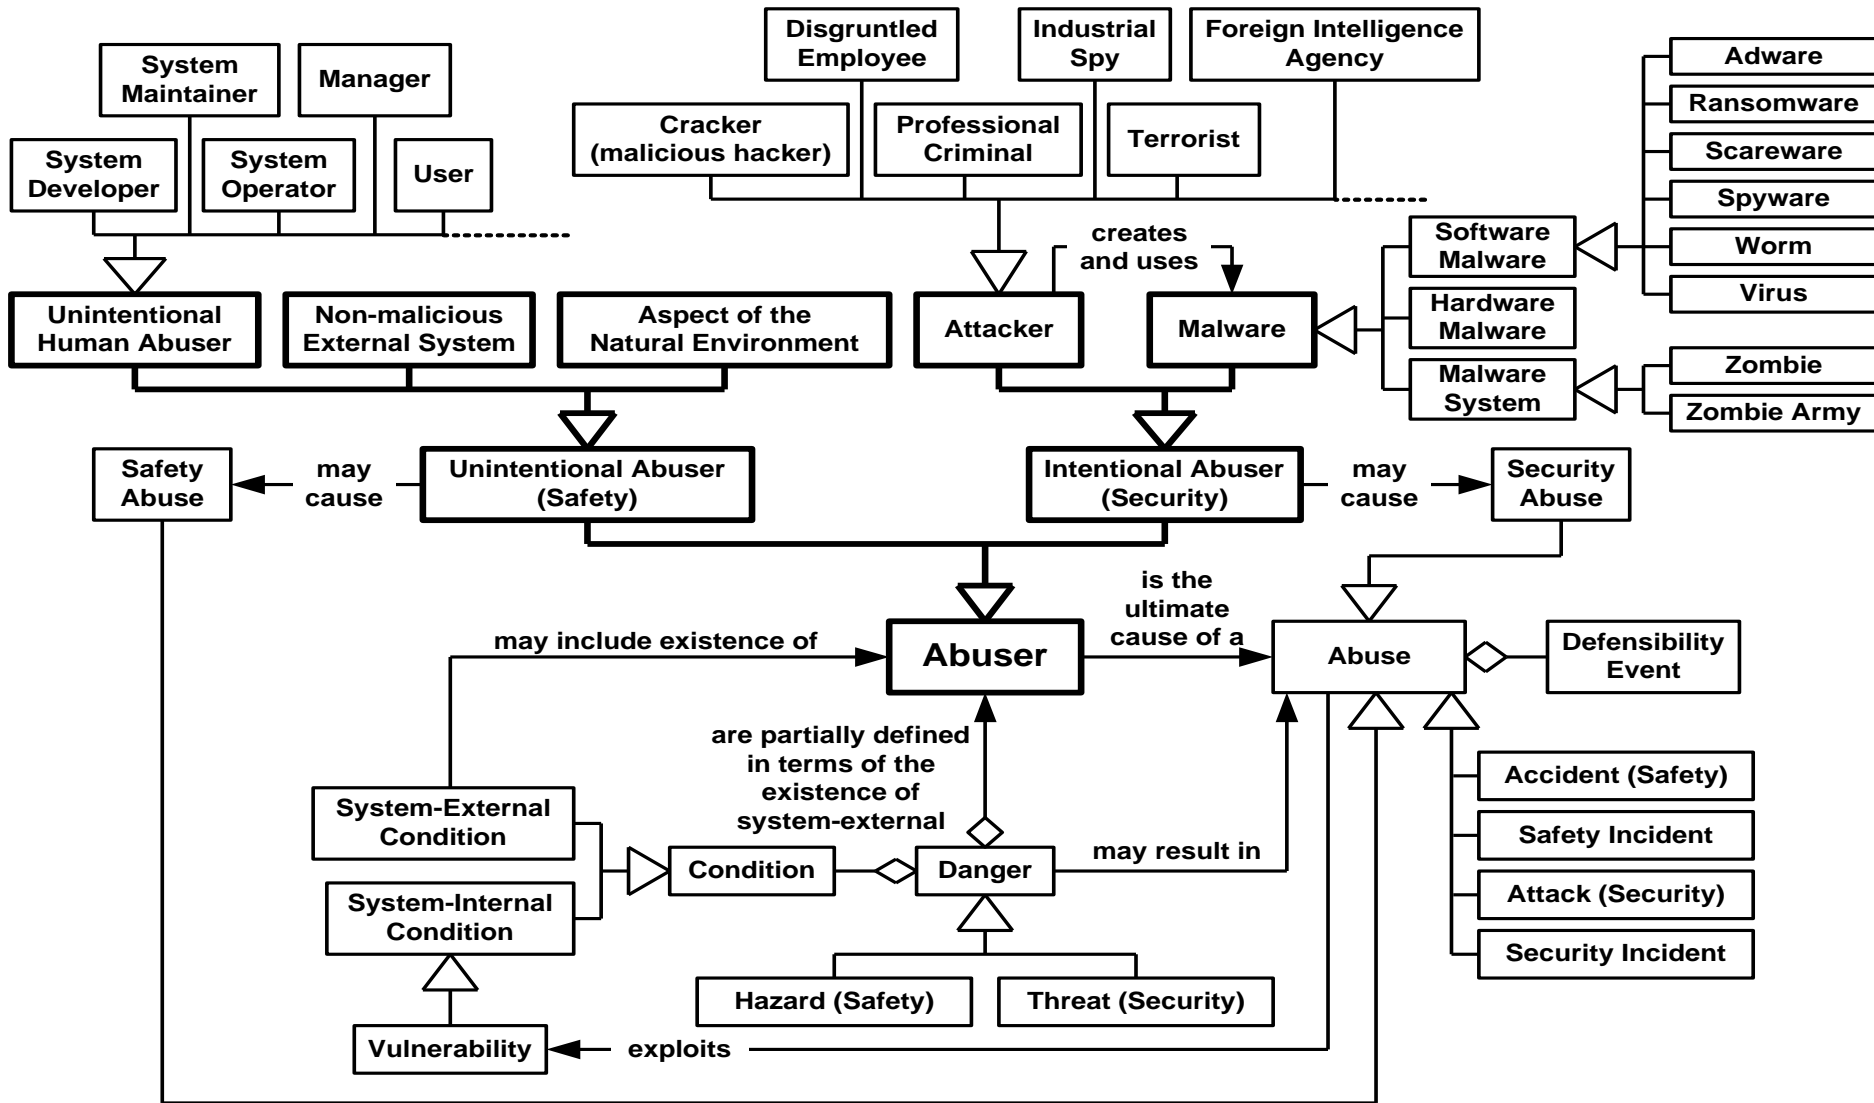 Disgruntled
Employee
Industrial
Spy
Foreign Intelligence
Agency
System
Maintainer
Manager
Adware
Ransomware
Cracker
(malicious hacker)
Professional
Criminal
Terrorist
System
Developer
System
Operator
User
Scareware
Spyware
creates
and uses
Software
Malware
Worm
Virus
Unintentional
Human Abuser
Non-malicious
External System
Aspect of the
Natural Environment
Attacker
Malware
Hardware
Malware
Malware
System
Zombie
Zombie Army
Safety
Abuse
may
cause
Unintentional Abuser
(Safety)
Intentional Abuser
(Security)
may
cause
Security
Abuse
is the
ultimate
cause of a
may include existence of
Abuser
Abuse
Defensibility
Event
are partially defined
in terms of the
existence of
system-external
Accident (Safety)
Safety Incident
Attack (Security)
Security Incident
System-External
Condition
Condition
Danger
may result in
System-Internal
Condition
Hazard (Safety)
Threat (Security)
Vulnerability
exploits